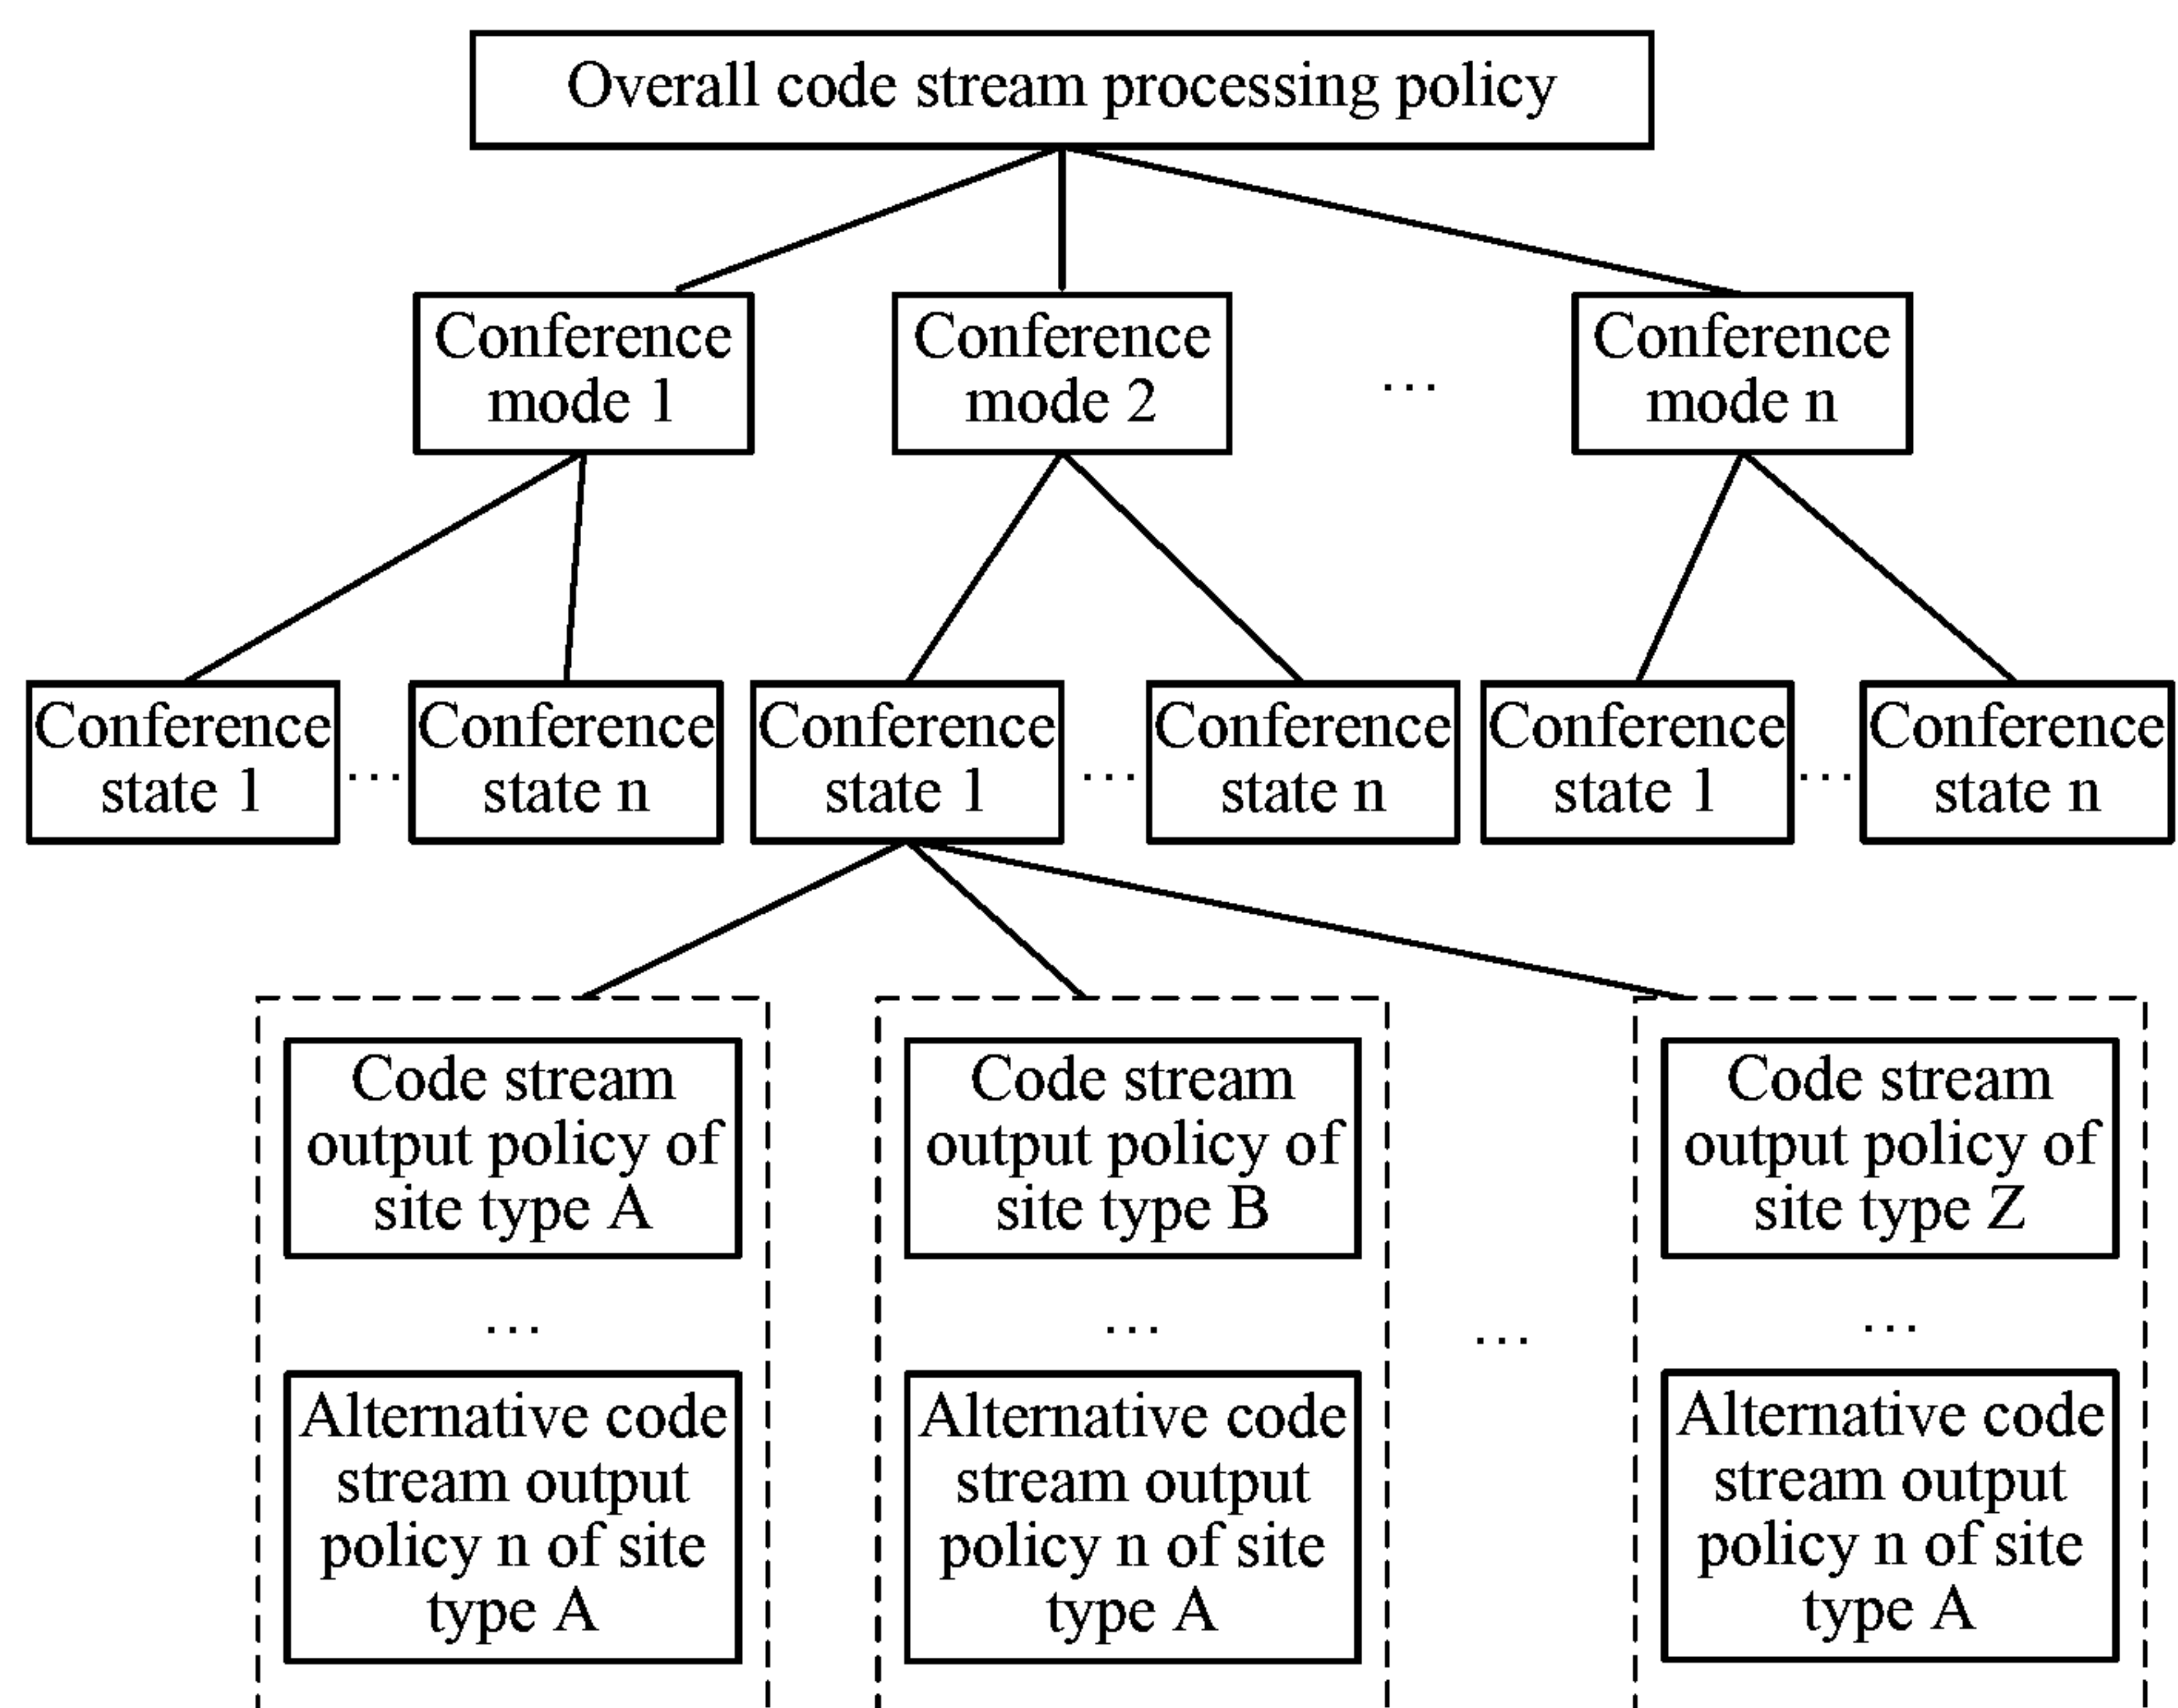 Overall code stream processing policy
Conference
mode 1
Conference
mode 2
...
Conference
mode n
Conference
state 1
...
Conference
state n
Conference
state 1
...
Conference
state n
Conference
state 1
...
Conference
state n
Code stream
output policy of
site type A
...
Alternative code
stream output
policy n of site
type A
Code stream
output policy of
site type B
...
Alternative code
stream output
policy n of site
type A
...
Code stream
output policy of
site type Z
...
Alternative code
stream output
policy n of site
type A